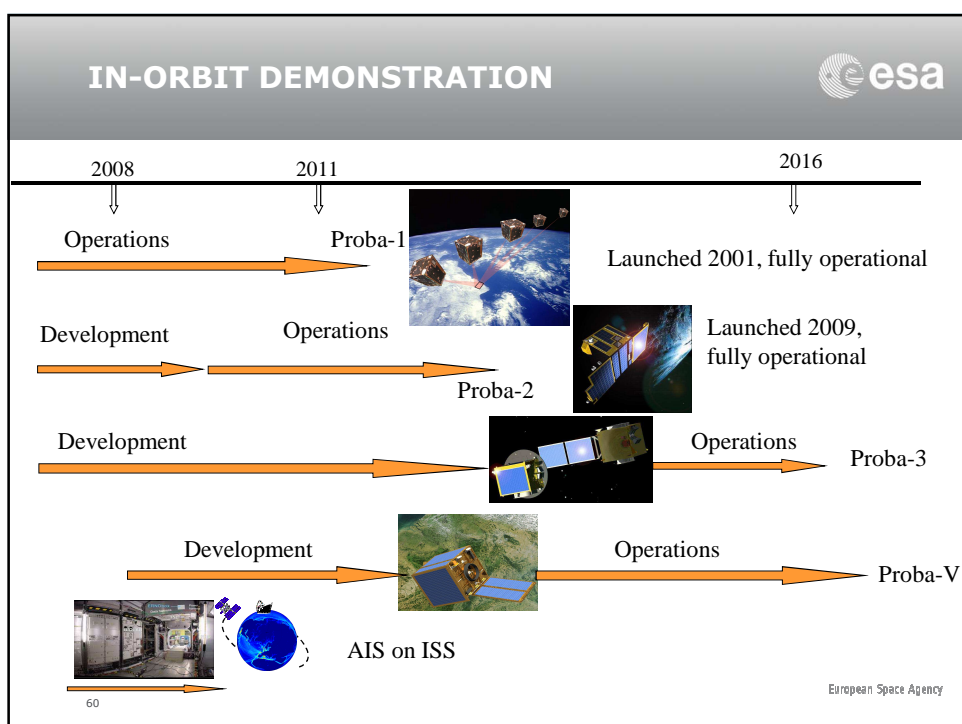 IN-ORBIT DEMONSTRATION
esa
2008
2011
2016
Operations
Proba-1
Launched 2001, fully operational
Development
Operations
Proba-2
Launched 2009,
fully operational
Development
Operations
Proba-3
Development
Operations
Proba-V
AIS on ISS
60
European Space Agency